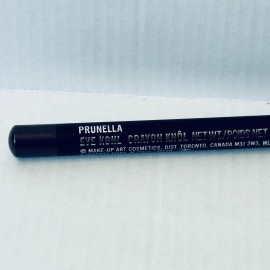 PRUNELLA
EYE KOHL CRAYON KHÔL NET WT./POIDS NET
© MAKE-UP ART COSMETICS, DIST. TORONTO, CANADA M3J 2W3,